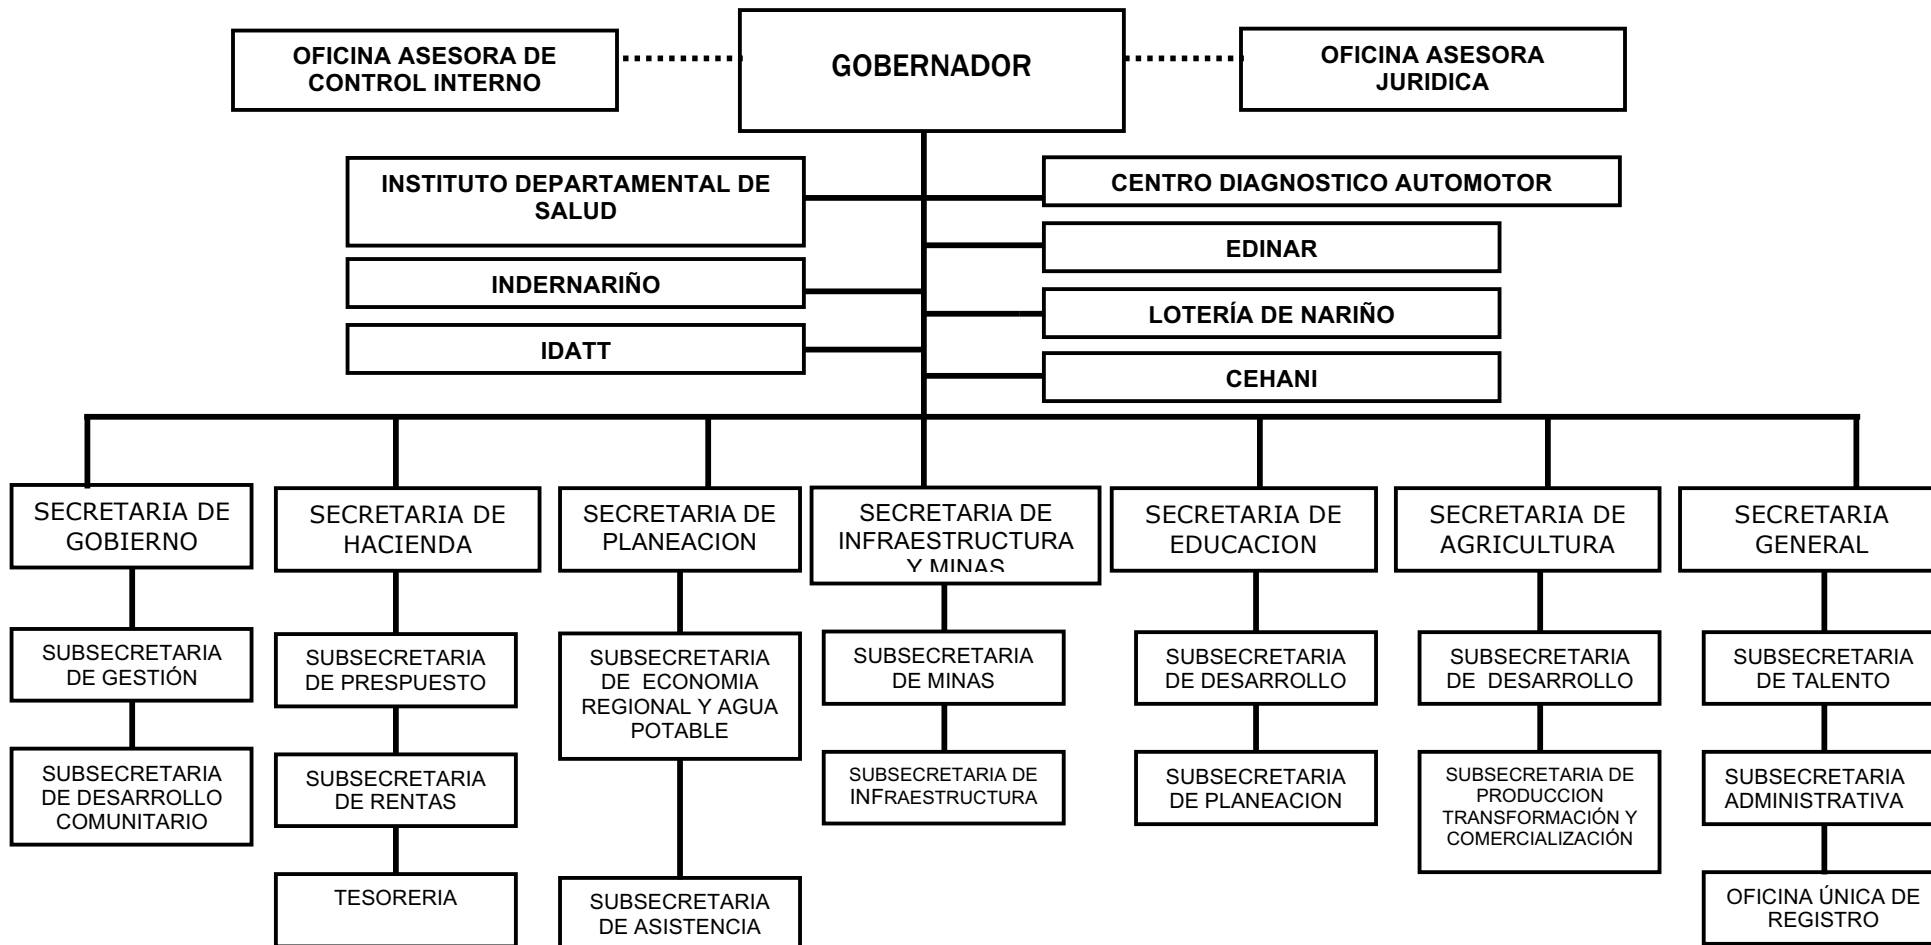 OFICINA ASESORA DE
CONTROL INTERNO
GOBERNADOR
OFICINA ASESORA
JURIDICA
INSTITUTO DEPARTAMENTAL DE
SALUD
CENTRO DIAGNOSTICO AUTOMOTOR
EDINAR
INDERNARIÑO
LOTERÍA DE NARIÑO
IDATT
CEHANI
SECRETARIA DE
GOBIERNO
SECRETARIA DE
HACIENDA
SECRETARIA DE
PLANEACION
SECRETARIA DE
INFRAESTRUCTURA
Y MINAS
SECRETARIA DE
EDUCACION
SECRETARIA DE
AGRICULTURA
SECRETARIA
GENERAL
SUBSECRETARIA
DE GESTIÓN
SUBSECRETARIA
DE PRESPUESTO
SUBSECRETARIA
DE ECONOMIA
REGIONAL Y AGUA
POTABLE
SUBSECRETARIA
DE MINAS
SUBSECRETARIA
DE DESARROLLO
SUBSECRETARIA
DE DESARROLLO
SUBSECRETARIA
DE TALENTO
SUBSECRETARIA
DE DESARROLLO
COMUNITARIO
SUBSECRETARIA
DE RENTAS
SUBSECRETARIA DE
INFRAESTRUCTURA
SUBSECRETARIA
DE PLANEACION
SUBSECRETARIA DE
PRODUCCION
TRANSFORMACIÓN Y
COMERCIALIZACIÓN
SUBSECRETARIA
ADMINISTRATIVA
TESORERIA
SUBSECRETARIA
DE ASISTENCIA
OFICINA ÚNICA DE
REGISTRO